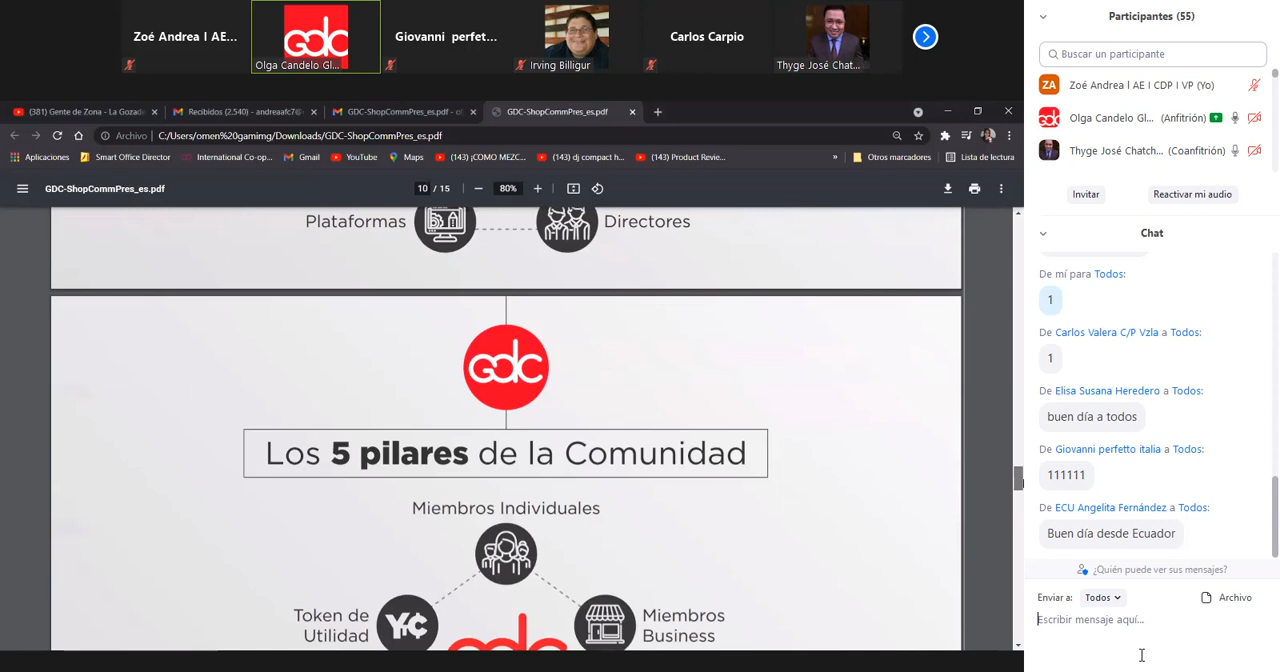 Zoé Andrea l AE...
gdc
Olga Candelo Gl...
Giovanni perfet...
Irving Billigur
Carlos Carpio
Thyge José Chat...
(381) Gente de Zona - La Gozade
Recibidos (2.540) - andreaafc7@
GDC-ShopCommPres_es.pdf - o
GDC-ShopCommPres_es.pdf
Archivo
C:/Users/omen%20gamimg/Downloads/GDC-ShopCommPres_es.pdf
Aplicaciones
Smart Office Director
International Co-op...
Gmail
YouTube
Maps
(143) ¡COMO MEZC...
(143) dj compact h...
(143) Product Revie...
»
Otros marcadores
Lista de lectura
GDC-ShopCommPres_es.pdf
10 / 15
80%
Plataformas
Directores
gdc
Los 5 pilares de la Comunidad
Miembros Individuales
Token de
Utilidad
Miembros
Business
gdc
Participantes (55)
Buscar un participante
ZA
Zoé Andrea l AE l CDP l VP (Yo)
gdc
Olga Candelo Gl... (Anfitrión)
Thyge José Chatch... (Coanfitrión)
Invitar
Reactivar mi audio
Chat
De mí para Todos:
1
De Carlos Valera C/P Vzla a Todos:
1
De Elisa Susana Heredero a Todos:
buen día a todos
De Giovanni perfetto italia a Todos:
111111
De ECU Angelita Fernández a Todos:
Buen día desde Ecuador
¿Quién puede ver sus mensajes?
Enviar a:
Todos
Archivo
Escribir mensaje aquí...